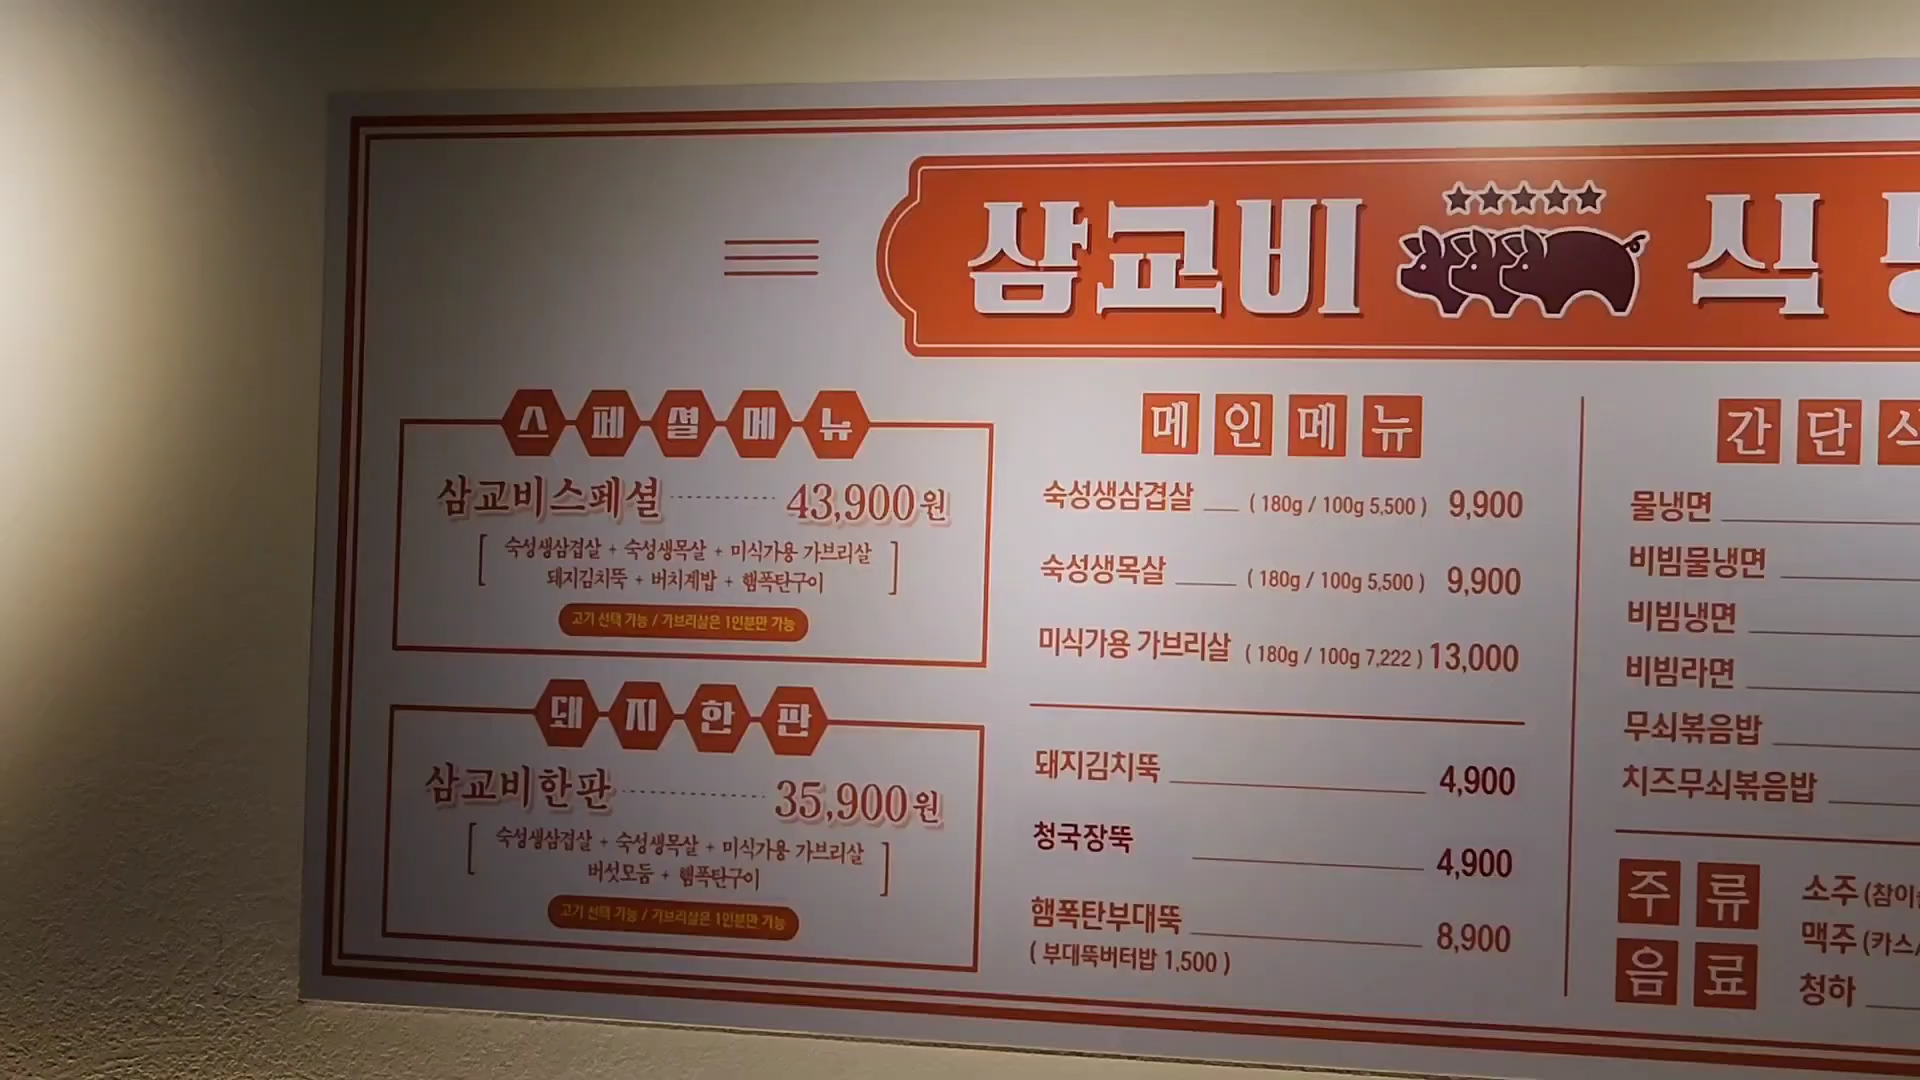 삼교비 식
스페셜메뉴
삼교비스페셜 43,900원
[ 숙성생삼겹살 + 숙성생목살 + 미식가용 가브리살
돼지김치뚝 + 버치계밥 + 햄폭탄구이 ]
고기 선택 가능 / 가브리살은 1인분만 가능
돼지한판
삼교비한판 35,900원
[ 숙성생삼겹살 + 숙성생목살 + 미식가용 가브리살
버섯모듬 + 햄폭탄구이 ]
고기 선택 가능 / 가브리살은 1인분만 가능
메인메뉴
숙성생삼겹살 ( 180g / 100g 5,500 ) 9,900
숙성생목살 ( 180g / 100g 5,500 ) 9,900
미식가용 가브리살 ( 180g / 100g 7,222 ) 13,000
돼지김치뚝 4,900
청국장뚝 4,900
햄폭탄부대뚝 8,900
( 부대뚝버터밥 1,500 )
간단
물냉면
비빔물냉면
비빔냉면
비빔라면
무쇠볶음밥
치즈무쇠볶음밥
주류
음료
소주 (참이
맥주 (카스/
청하